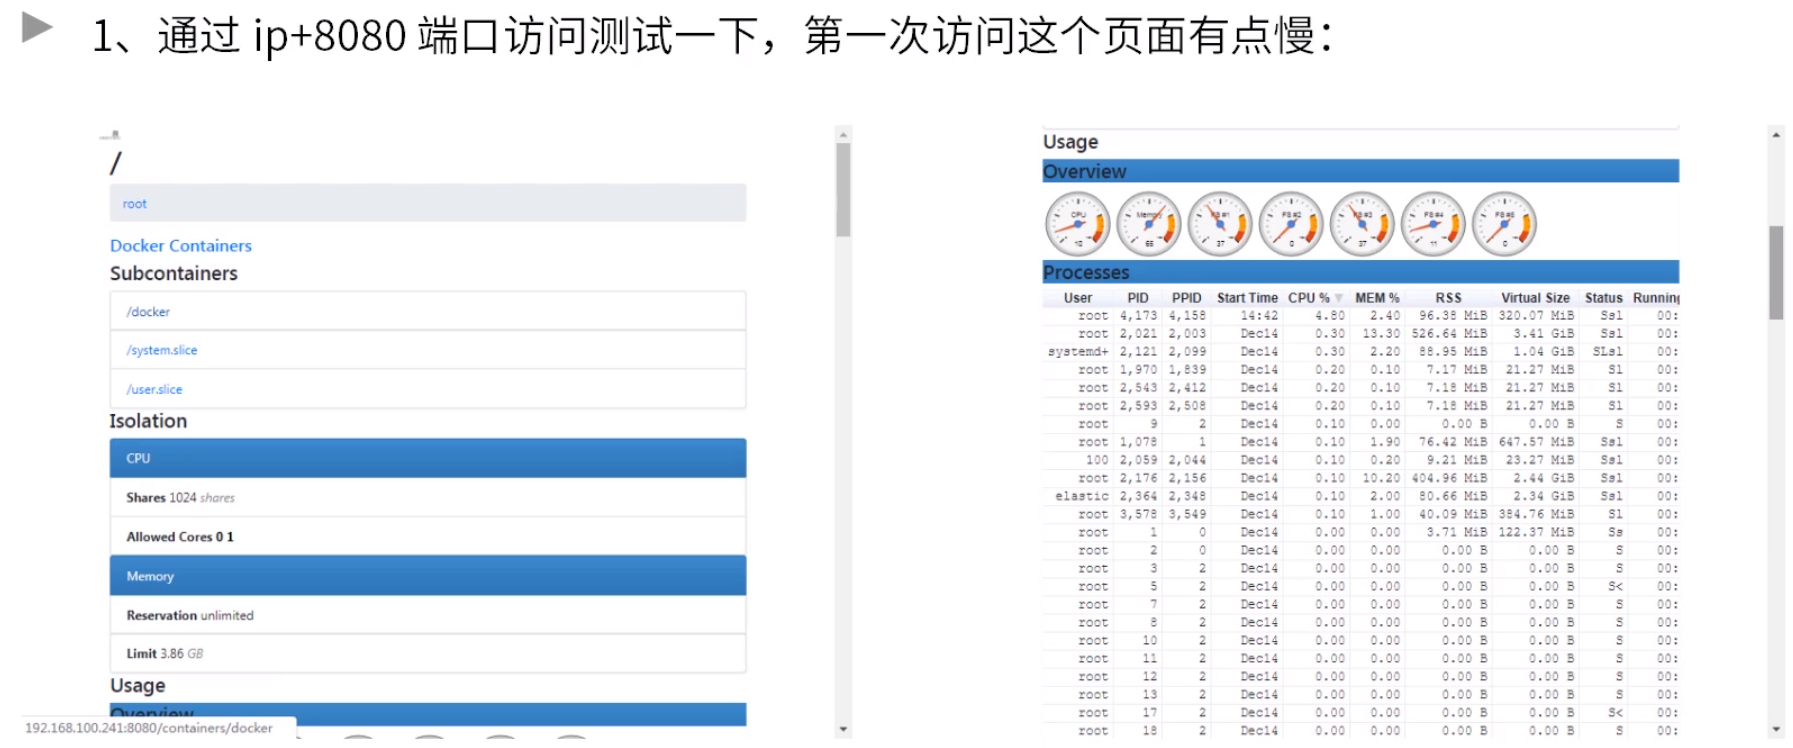 1、通过 ip+8080 端口访问测试一下，第一次访问这个页面有点慢：
/
root
Docker Containers
Subcontainers
/docker
/system.slice
/user.slice
Isolation
CPU
Shares 1024 shares
Allowed Cores 0 1
Memory
Reservation unlimited
Limit 3.86 GB
Usage
Overview
192.168.100.241:8080/containers/docker
Usage
Overview
CPU Memory FS #1 FS #2 FS #3 FS #4 FS #5
10 66 37 0 37 11 0
Processes
User PID PPID Start Time CPU % MEM % RSS Virtual Size Status Running
root 4,173 4,158 14:42 4.80 2.40 96.38 MiB 320.07 MiB Ssl 00:
root 2,021 2,003 Dec14 0.30 13.30 526.64 MiB 3.41 GiB Ssl 00:
systemd+ 2,121 2,099 Dec14 0.30 2.20 88.95 MiB 1.04 GiB SLsl 00:
root 1,970 1,839 Dec14 0.20 0.10 7.17 MiB 21.27 MiB Sl 00:
root 2,543 2,412 Dec14 0.20 0.10 7.18 MiB 21.27 MiB Sl 00:
root 2,593 2,508 Dec14 0.20 0.10 7.18 MiB 21.27 MiB Sl 00:
root 9 2 Dec14 0.10 0.00 0.00 B 0.00 B S 00:
root 1,078 1 Dec14 0.10 1.90 76.42 MiB 647.57 MiB Ssl 00:
100 2,059 2,044 Dec14 0.10 0.20 9.21 MiB 23.27 MiB Ssl 00:
root 2,176 2,156 Dec14 0.10 10.20 404.96 MiB 2.44 GiB Ssl 00:
elastic 2,364 2,348 Dec14 0.10 2.00 80.66 MiB 2.34 GiB Ssl 00:
root 3,578 3,549 Dec14 0.10 1.00 40.09 MiB 384.76 MiB Sl 00:
root 1 0 Dec14 0.00 0.00 3.71 MiB 122.37 MiB Ss 00:
root 2 0 Dec14 0.00 0.00 0.00 B 0.00 B S 00:
root 3 2 Dec14 0.00 0.00 0.00 B 0.00 B S 00:
root 5 2 Dec14 0.00 0.00 0.00 B 0.00 B S< 00:
root 7 2 Dec14 0.00 0.00 0.00 B 0.00 B S 00:
root 8 2 Dec14 0.00 0.00 0.00 B 0.00 B S 00:
root 10 2 Dec14 0.00 0.00 0.00 B 0.00 B S 00:
root 11 2 Dec14 0.00 0.00 0.00 B 0.00 B S 00:
root 12 2 Dec14 0.00 0.00 0.00 B 0.00 B S 00:
root 13 2 Dec14 0.00 0.00 0.00 B 0.00 B S 00:
root 17 2 Dec14 0.00 0.00 0.00 B 0.00 B S< 00:
root 18 2 Dec14 0.00 0.00 0.00 B 0.00 B S 00: